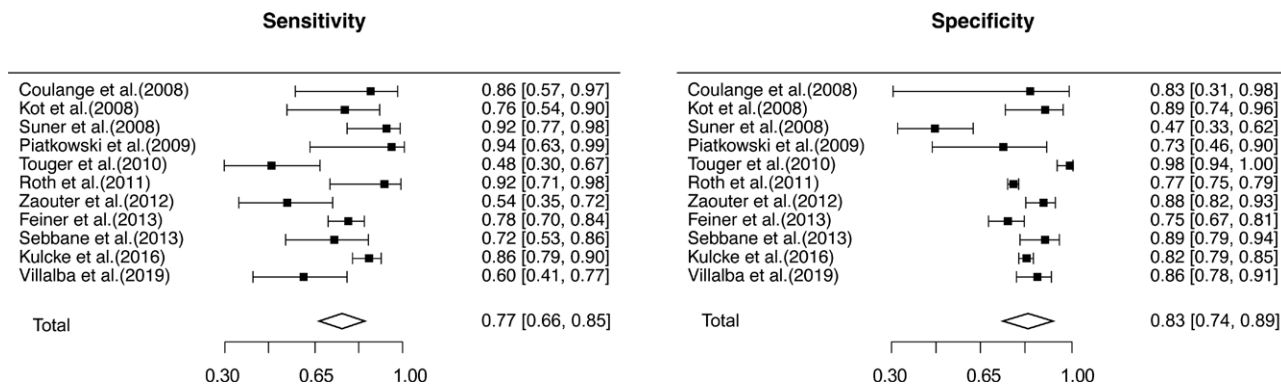 Sensitivity
Coulange et al.(2008) 0.86 [0.57, 0.97]
Kot et al.(2008) 0.76 [0.54, 0.90]
Suner et al.(2008) 0.92 [0.77, 0.98]
Piatkowski et al.(2009) 0.94 [0.63, 0.99]
Touger et al.(2010) 0.48 [0.30, 0.67]
Roth et al.(2011) 0.92 [0.71, 0.98]
Zaouter et al.(2012) 0.54 [0.35, 0.72]
Feiner et al.(2013) 0.78 [0.70, 0.84]
Sebbane et al.(2013) 0.72 [0.53, 0.86]
Kulcke et al.(2016) 0.86 [0.79, 0.90]
Villalba et al.(2019) 0.60 [0.41, 0.77]
Total 0.77 [0.66, 0.85]
0.30 0.65 1.00
Specificity
Coulange et al.(2008) 0.83 [0.31, 0.98]
Kot et al.(2008) 0.89 [0.74, 0.96]
Suner et al.(2008) 0.47 [0.33, 0.62]
Piatkowski et al.(2009) 0.73 [0.46, 0.90]
Touger et al.(2010) 0.98 [0.94, 1.00]
Roth et al.(2011) 0.77 [0.75, 0.79]
Zaouter et al.(2012) 0.88 [0.82, 0.93]
Feiner et al.(2013) 0.75 [0.67, 0.81]
Sebbane et al.(2013) 0.89 [0.79, 0.94]
Kulcke et al.(2016) 0.82 [0.79, 0.85]
Villalba et al.(2019) 0.86 [0.78, 0.91]
Total 0.83 [0.74, 0.89]
0.30 0.65 1.00